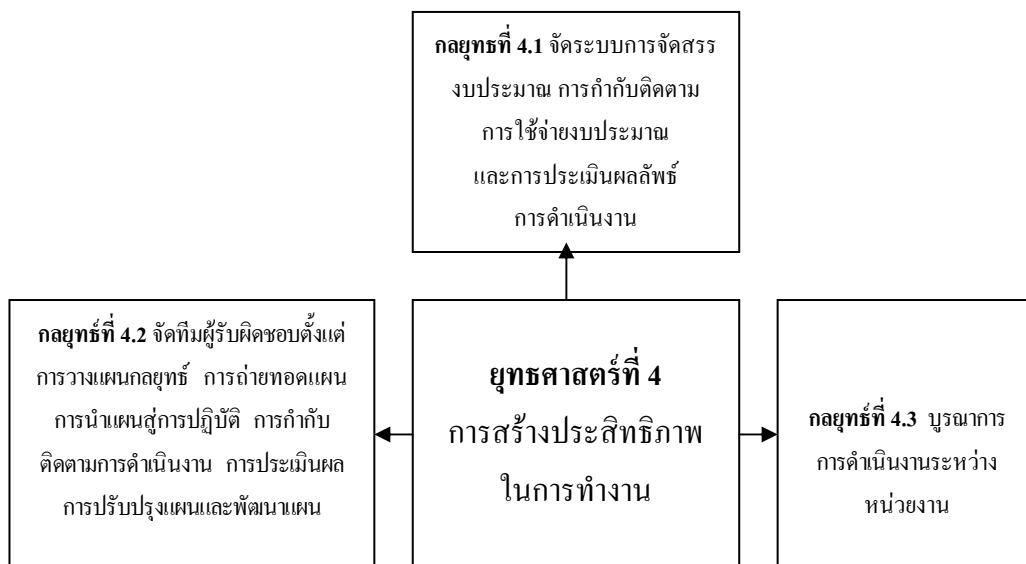 กลยุทธที่ 4.1 จัดระบบการจัดสรร
งบประมาณ การกำกับติดตาม
การใช้จ่ายงบประมาณ
และการประเมินผลลัพธ์
การดำเนินงาน
กลยุทธ์ที่ 4.2 จัดทีมผู้รับผิดชอบตั้งแต่
การวางแผนกลยุทธ์ การถ่ายทอดแผน
การนำแผนสู่การปฏิบัติ การกำกับ
ติดตามการดำเนินงาน การประเมินผล
การปรับปรุงแผนและพัฒนาแผน
ยุทธศาสตร์ที่ 4
การสร้างประสิทธิภาพ
ในการทำงาน
กลยุทธ์ที่ 4.3 บูรณาการ
การดำเนินงานระหว่าง
หน่วยงาน